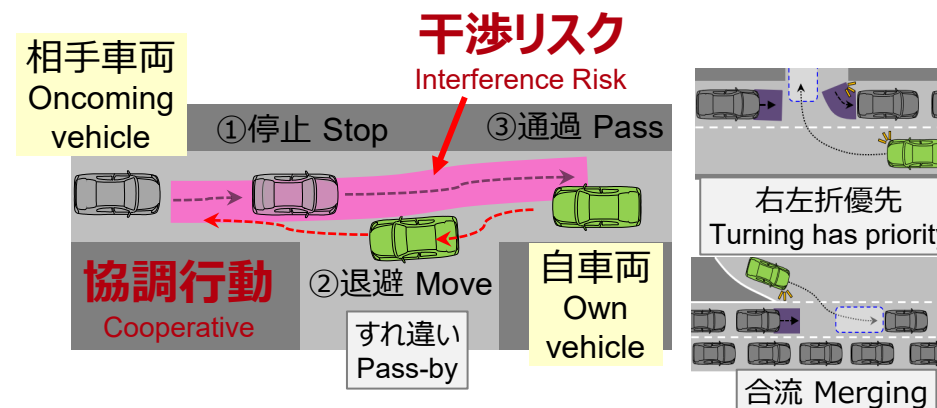 干渉リスク
Interference Risk
相手車両
Oncoming
vehicle
①停止 Stop
③通過 Pass
協調行動
Cooperative
②退避 Move
すれ違い
Pass-by
自車両
Own
vehicle
右左折優先
Turning has priority
合流 Merging